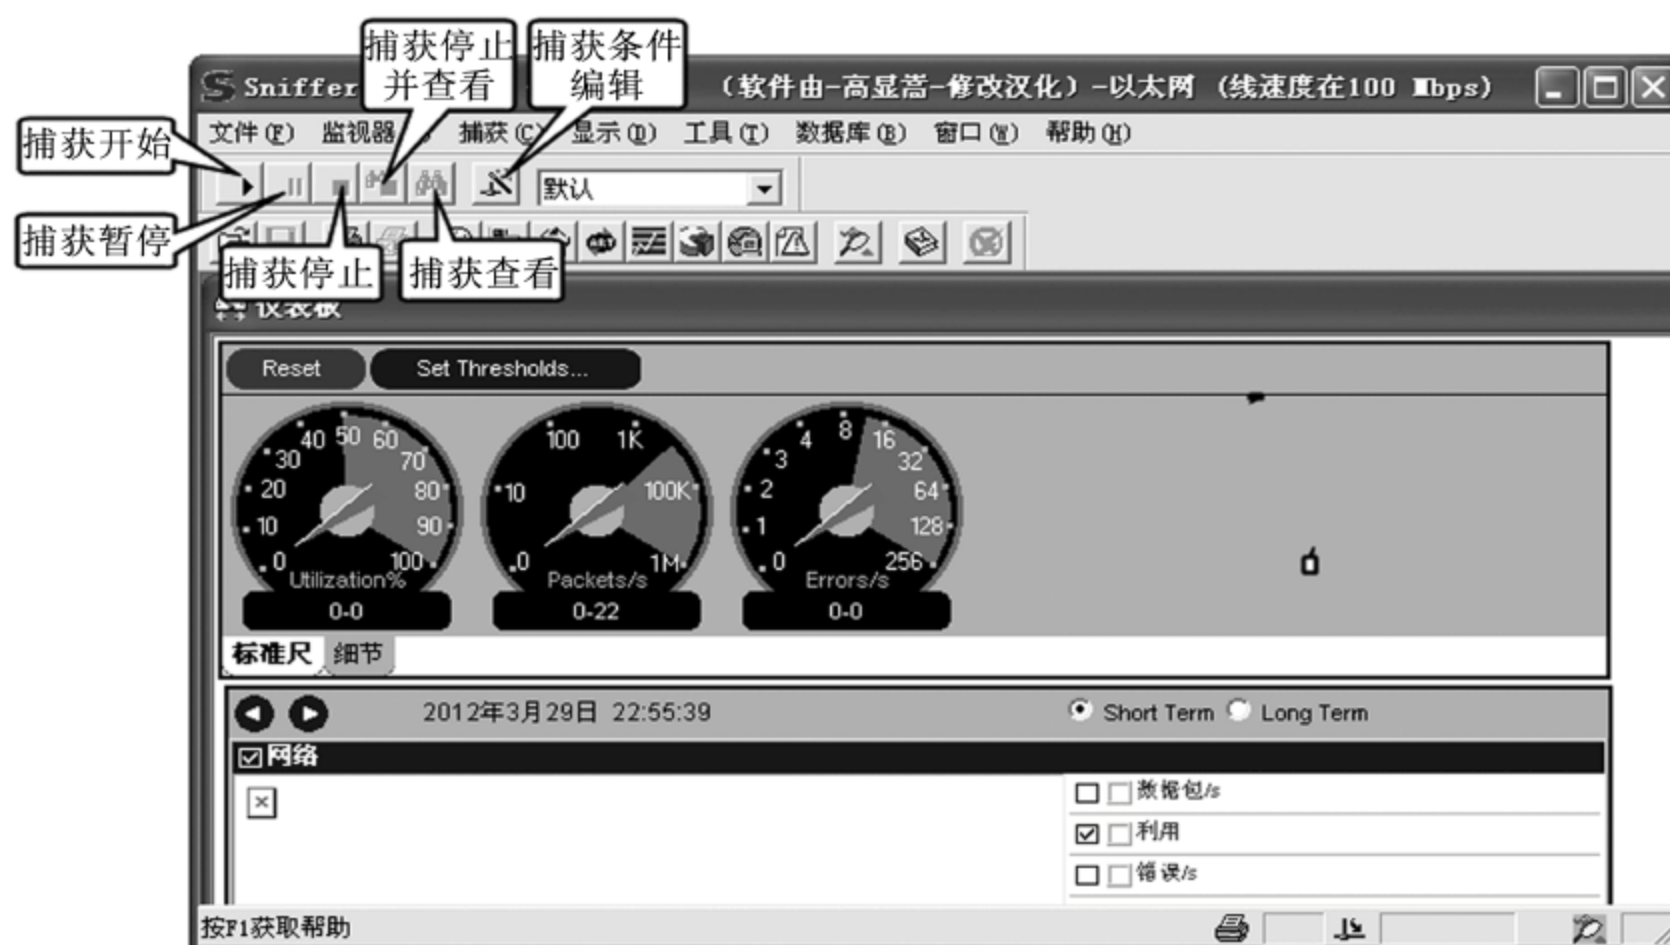 捕获停止
并查看
捕获条件
编辑
Sniffer
(软件由-高显嵩-修改汉化)-以太网 (线速度在100 Mbps)
捕获开始
文件(F) 监视器 捕获(C) 显示(D) 工具(T) 数据库(B) 窗口(W) 帮助(H)
默认
捕获暂停
捕获停止
捕获查看
仪表板
Reset Set Thresholds...
0 10 20 30 40 50 60 70 80 90 100
Utilization%
0-0
0 10 100 1K 100K 1M
Packets/s
0-22
0 1 2 3 4 8 16 32 64 128 256
Errors/s
0-0
标准尺 细节
2012年3月29日 22:55:39 Short Term Long Term
网络
数据包/s
利用
错误/s
按F1获取帮助